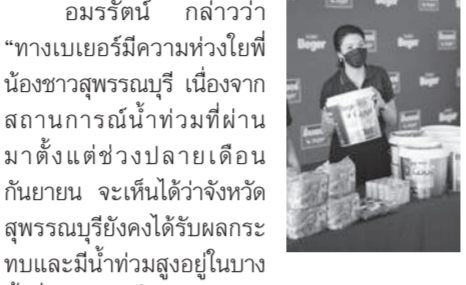 อมรรัตน์ กล่าวว่า
“ทางเบเยอร์มีความห่วงใยพี่
น้องชาวสุพรรณบุรี เนื่องจาก
สถานการณ์น้ำท่วมที่ผ่าน
มาตั้งแต่ช่วงปลายเดือน
กันยายน จะเห็นได้ว่าจังหวัด
สุพรรณบุรียังคงได้รับผลกระ
ทบและมีน้ำท่วมสูงอยู่ในบาง
Beger
Beger
Beger